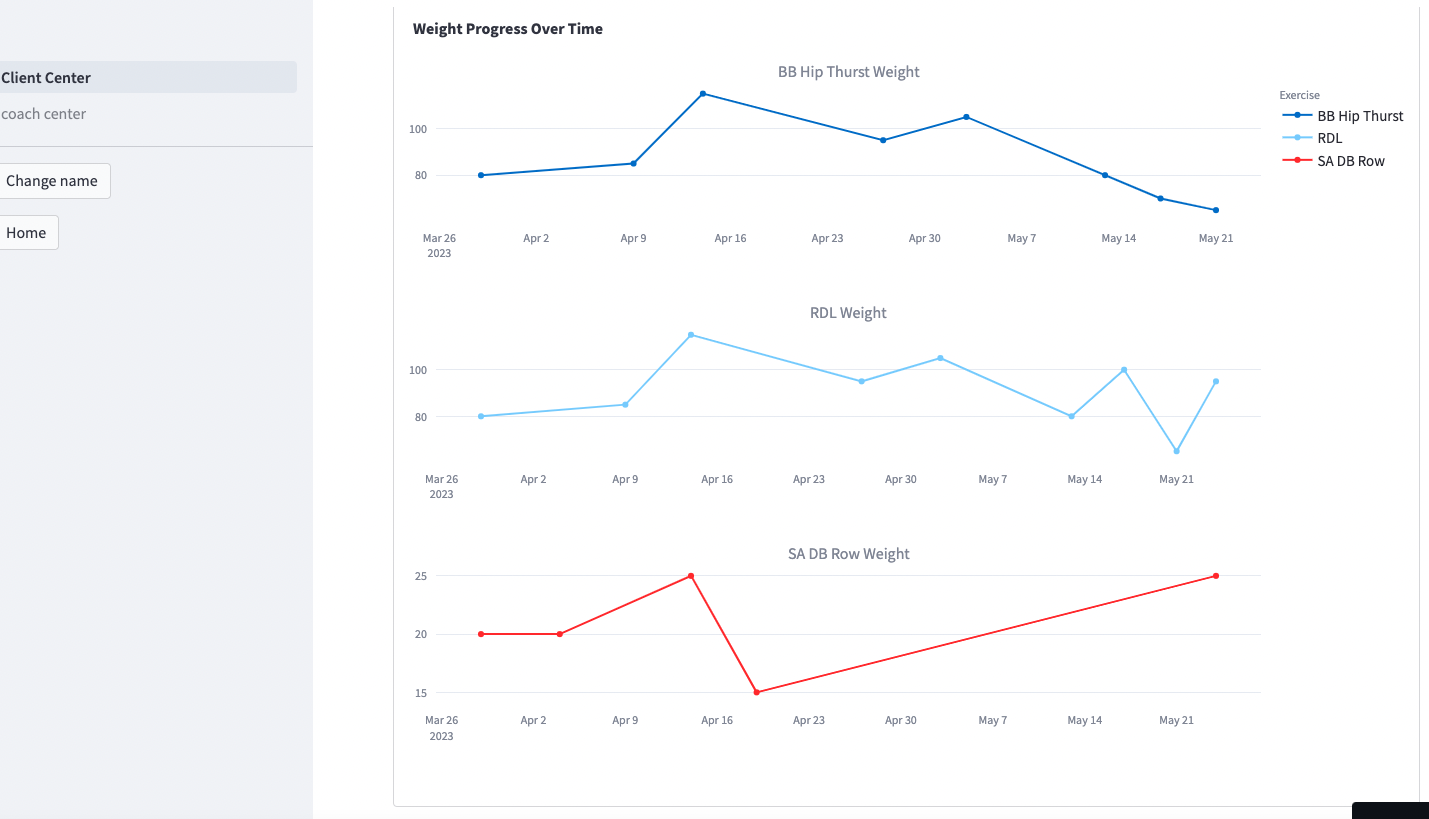 Client Center
coach center
Change name
Home
Weight Progress Over Time
BB Hip Thurst Weight
100
80
Mar 26 Apr 2 Apr 9 Apr 16 Apr 23 Apr 30 May 7 May 14 May 21
2023
Exercise
BB Hip Thurst
RDL
SA DB Row
RDL Weight
100
80
Mar 26 Apr 2 Apr 9 Apr 16 Apr 23 Apr 30 May 7 May 14 May 21
2023
SA DB Row Weight
25
20
15
Mar 26 Apr 2 Apr 9 Apr 16 Apr 23 Apr 30 May 7 May 14 May 21
2023